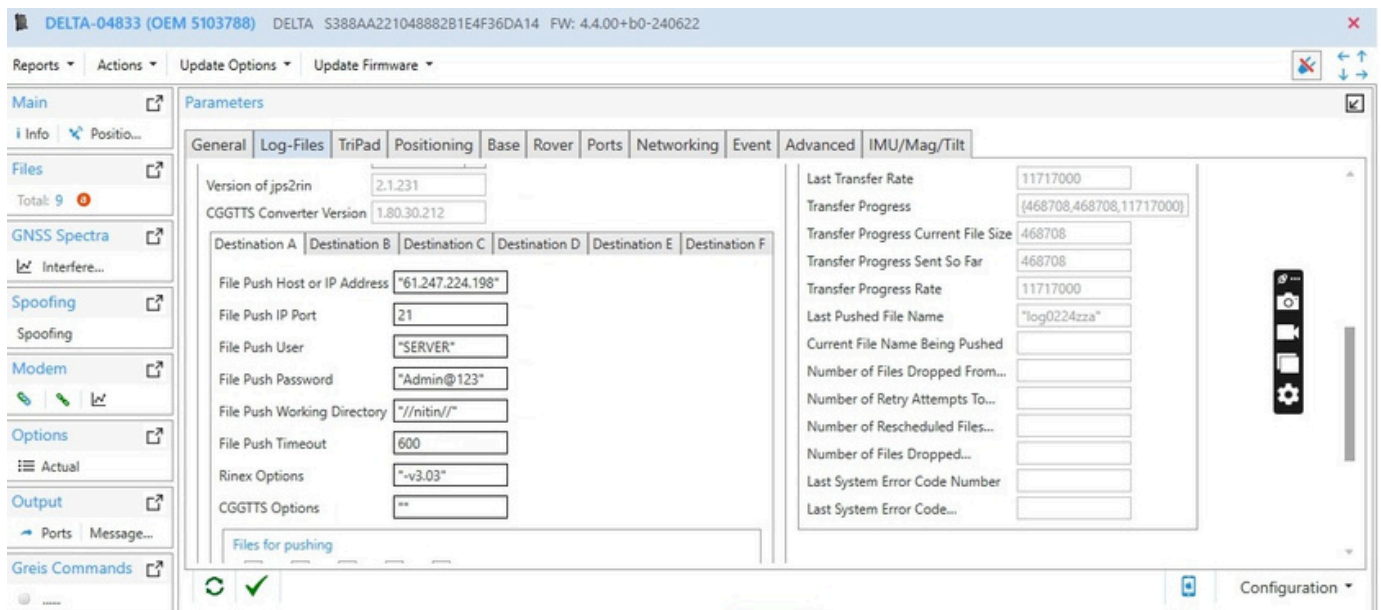 DELTA-04833 (OEM 5103788) DELTA S388AA221048882B1E4F36DA14 FW: 4.4.00+b0-240622
Reports Actions Update Options Update Firmware
Main
Info Positio...
Files
Total: 9 a
GNSS Spectra
Interfere...
Spoofing
Spoofing
Modem
Options
Actual
Output
Ports Message...
Greis Commands
.....
Parameters
General Log-Files TriPad Positioning Base Rover Ports Networking Event Advanced IMU/Mag/Tilt
Version of jps2rin 2.1.231
CGGTTS Converter Version 1.80.30.212
Destination A Destination B Destination C Destination D Destination E Destination F
File Push Host or IP Address "61.247.224.198"
File Push IP Port 21
File Push User "SERVER"
File Push Password "Admin@123"
File Push Working Directory "//nitin//"
File Push Timeout 600
Rinex Options "-v3.03"
CGGTTS Options ""
Files for pushing
Last Transfer Rate 11717000
Transfer Progress {468708,468708,11717000}
Transfer Progress Current File Size 468708
Transfer Progress Sent So Far 468708
Transfer Progress Rate 11717000
Last Pushed File Name "log0224zza"
Current File Name Being Pushed
Number of Files Dropped From...
Number of Retry Attempts To...
Number of Rescheduled Files...
Number of Files Dropped...
Last System Error Code Number
Last System Error Code...
Configuration